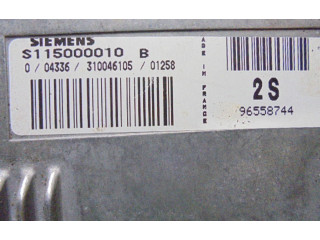 SIEMENS
S115000010 B
0 / 04336 / 310046105 / 01258
MADE IN FRANCE
2S
96558744